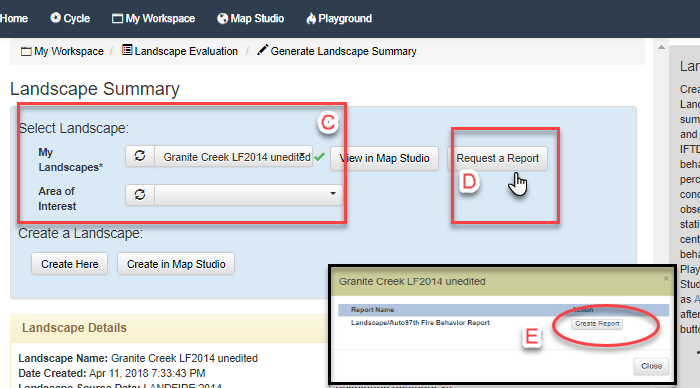 Home Cycle My Workspace Map Studio Playground
My Workspace / Landscape Evaluation / Generate Landscape Summary
Landscape Summary
Select Landscape:
C
My Landscapes*
Granite Creek LF2014 unedited
View in Map Studio
Request a Report
D
Area of Interest
Create a Landscape:
Create Here
Create in Map Studio
Granite Creek LF2014 unedited
×
Report Name Action
Landscape/Auto97th Fire Behavior Report Create Report
E
Close
Landscape Details
Landscape Name: Granite Creek LF2014 unedited
Date Created: Apr 11, 2018 7:33:43 PM
Landscape Source Data: LANDFIRE 2014
Lan
Crea
Land
sum
and
IFTD
beha
perc
conc
obse
stati
cent
beha
Play
Stud
as A
after
butto